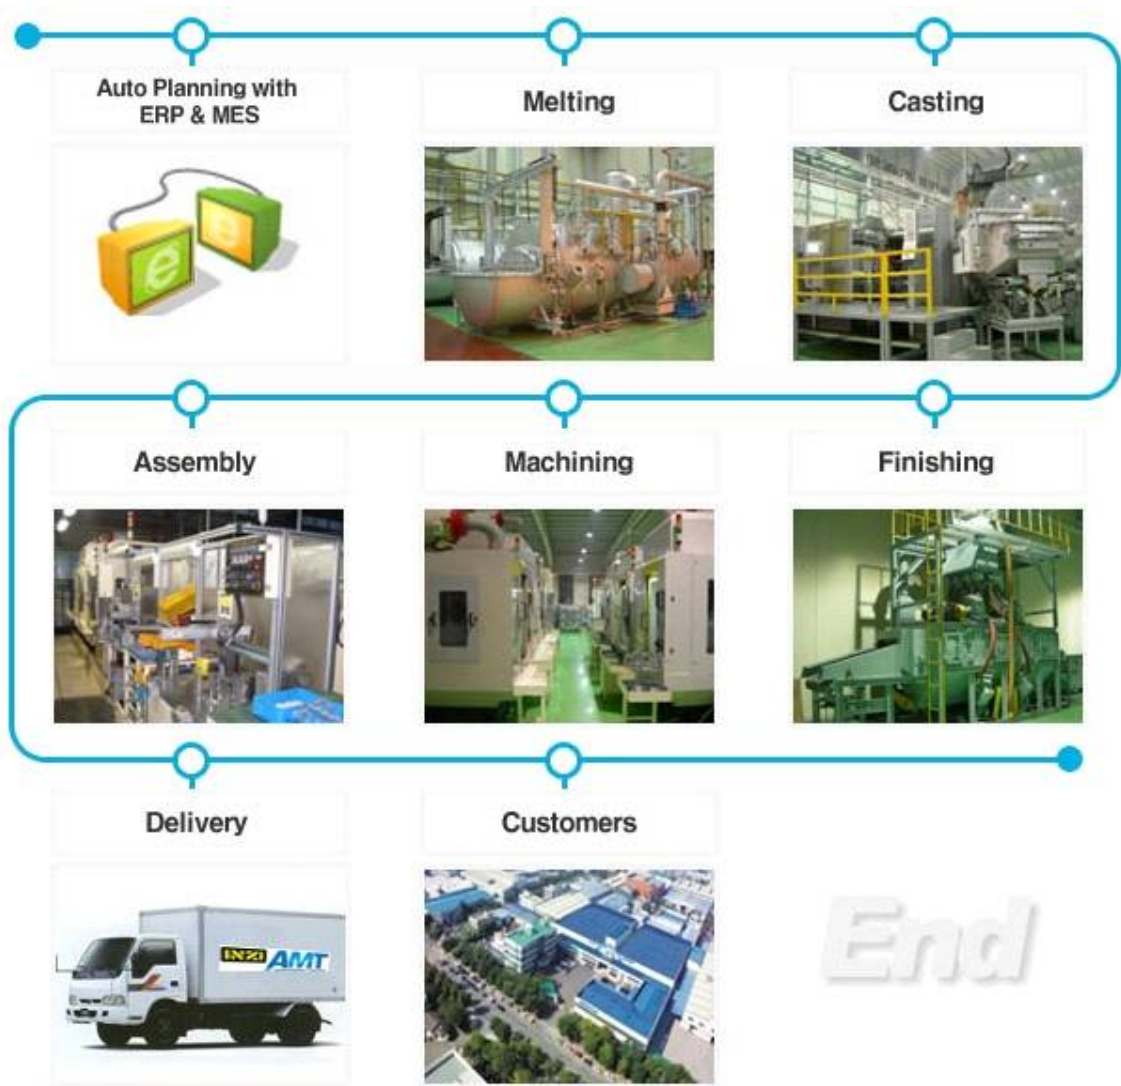 Auto Planning with
ERP & MES
Melting
Casting
e
e
Assembly
Machining
Finishing
Delivery
Customers
INZI AMT
End